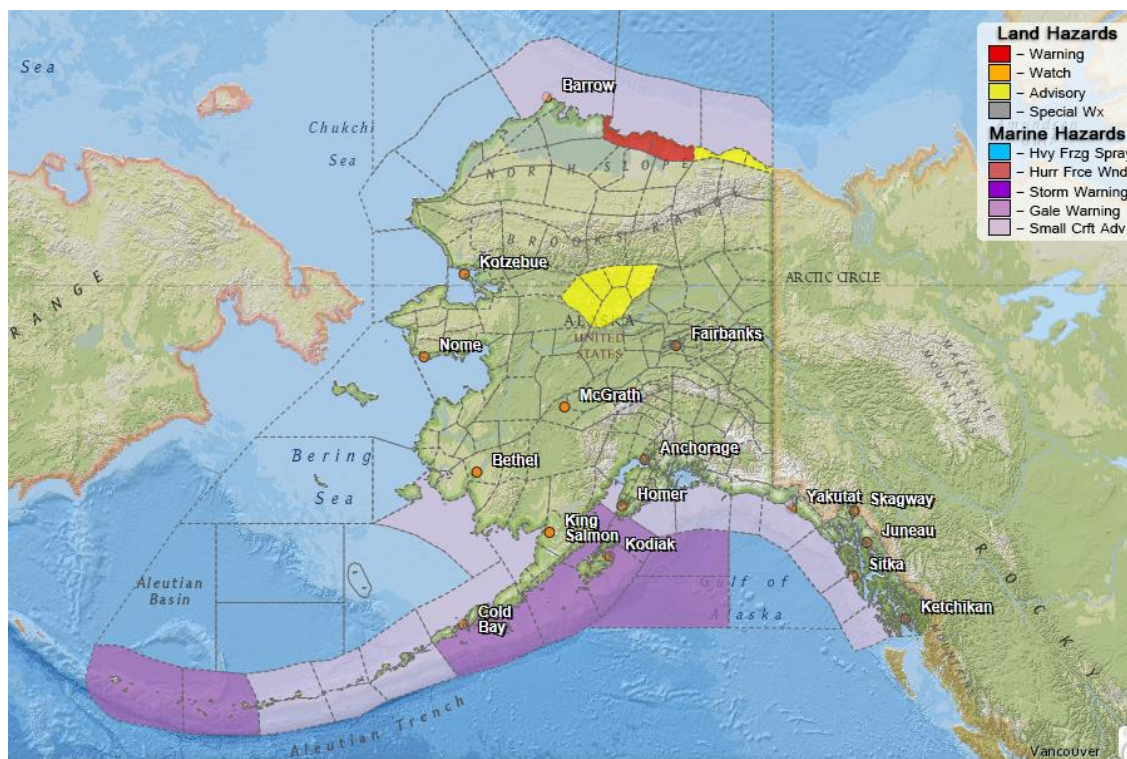 Land Hazards
– Warning
– Watch
– Advisory
– Special Wx
Marine Hazards
– Hvy Frzg Spray
– Hurr Frce Wnd
– Storm Warning
– Gale Warning
– Small Crft Adv
Sea
Barrow
Chukchi
Sea
NORTH SLOPE
BROOKS RANGE
Kotzebue
ARCTIC CIRCLE
RANGE
ALASKA
UNITED
STATES
Fairbanks
Nome
MACKENZIE
MOUNTAINS
McGrath
Anchorage
Bering
Sea
Bethel
Homer
Yakutat
Skagway
King
Salmon
Kodiak
Juneau
Sitka
Aleutian
Basin
Gulf of
Alaska
Cold
Bay
Ketchikan
ROCKY
Aleutian Trench
Vancouver